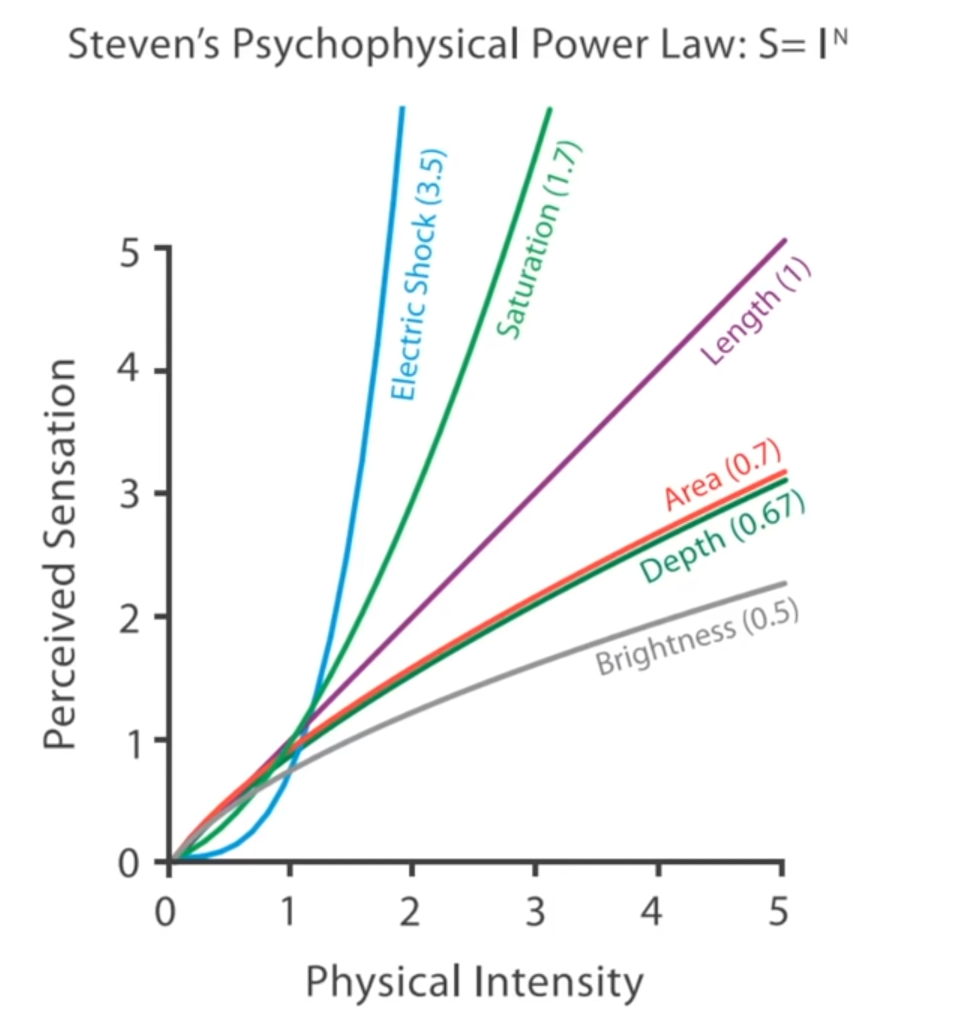 Steven's Psychophysical Power Law: S= Iᴺ
Electric Shock (3.5)
Saturation (1.7)
Length (1)
Area (0.7)
Depth (0.67)
Brightness (0.5)
Perceived Sensation
5
4
3
2
1
0
0 1 2 3 4 5
Physical Intensity